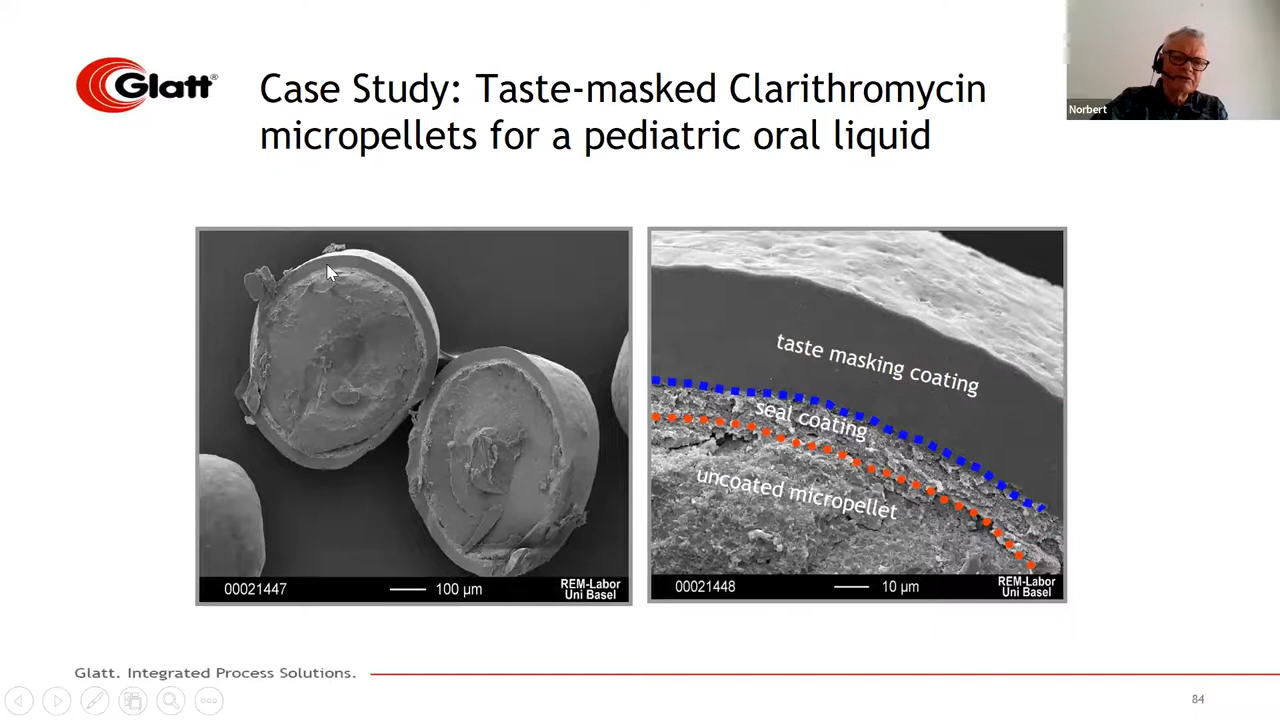 Glatt®
Case Study: Taste-masked Clarithromycin
micropellets for a pediatric oral liquid
Norbert
taste masking coating
seal coating
uncoated micropellet
00021447
100 µm
REM-Labor
Uni Basel
00021448
10 µm
REM-Labor
Uni Basel
Glatt. Integrated Process Solutions.
84